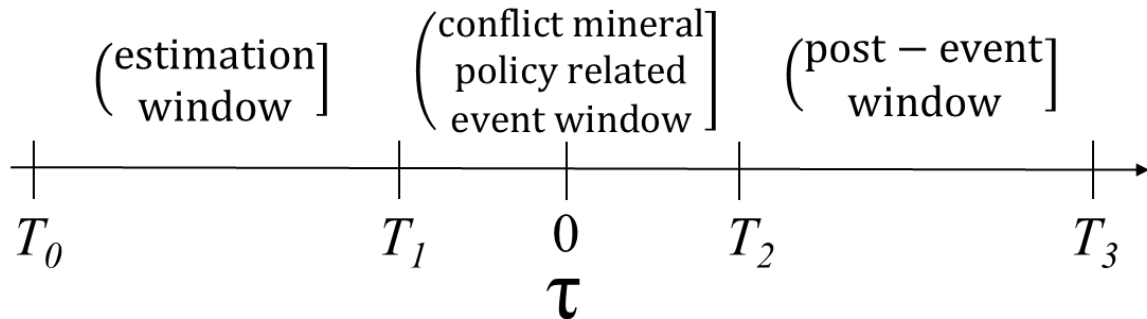 (estimation window]
(conflict mineral policy related event window]
(post − event window]
T₀ T₁ 0 T₂ T₃
τ